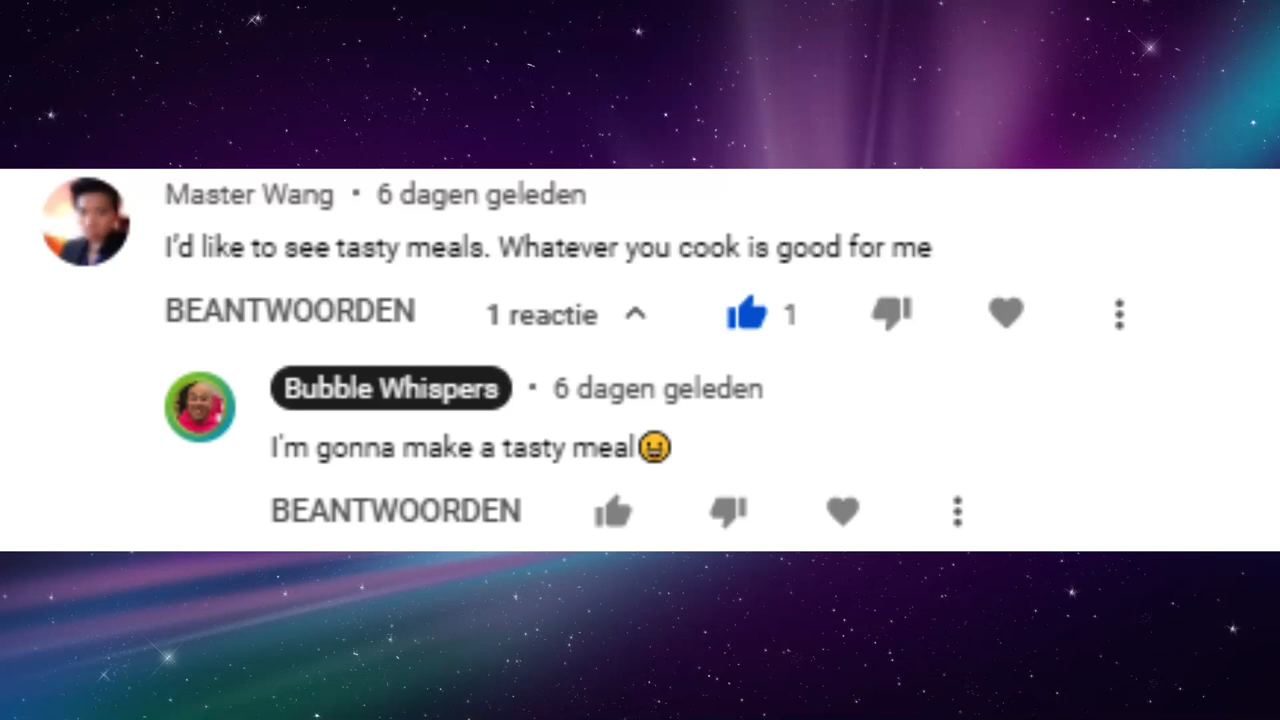 Master Wang • 6 dagen geleden
I'd like to see tasty meals. Whatever you cook is good for me
BEANTWOORDEN 1 reactie 1
Bubble Whispers • 6 dagen geleden
I'm gonna make a tasty meal😀
BEANTWOORDEN